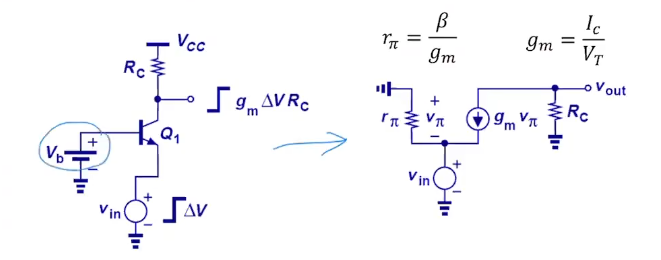 V_CC
R_C
g_m ΔV R_C
Q_1
V_b
+
−
v_in
+
−
ΔV
r_π = β / g_m
g_m = I_c / V_T
r_π
+
v_π
−
g_m v_π
v_out
R_C
v_in
+
−